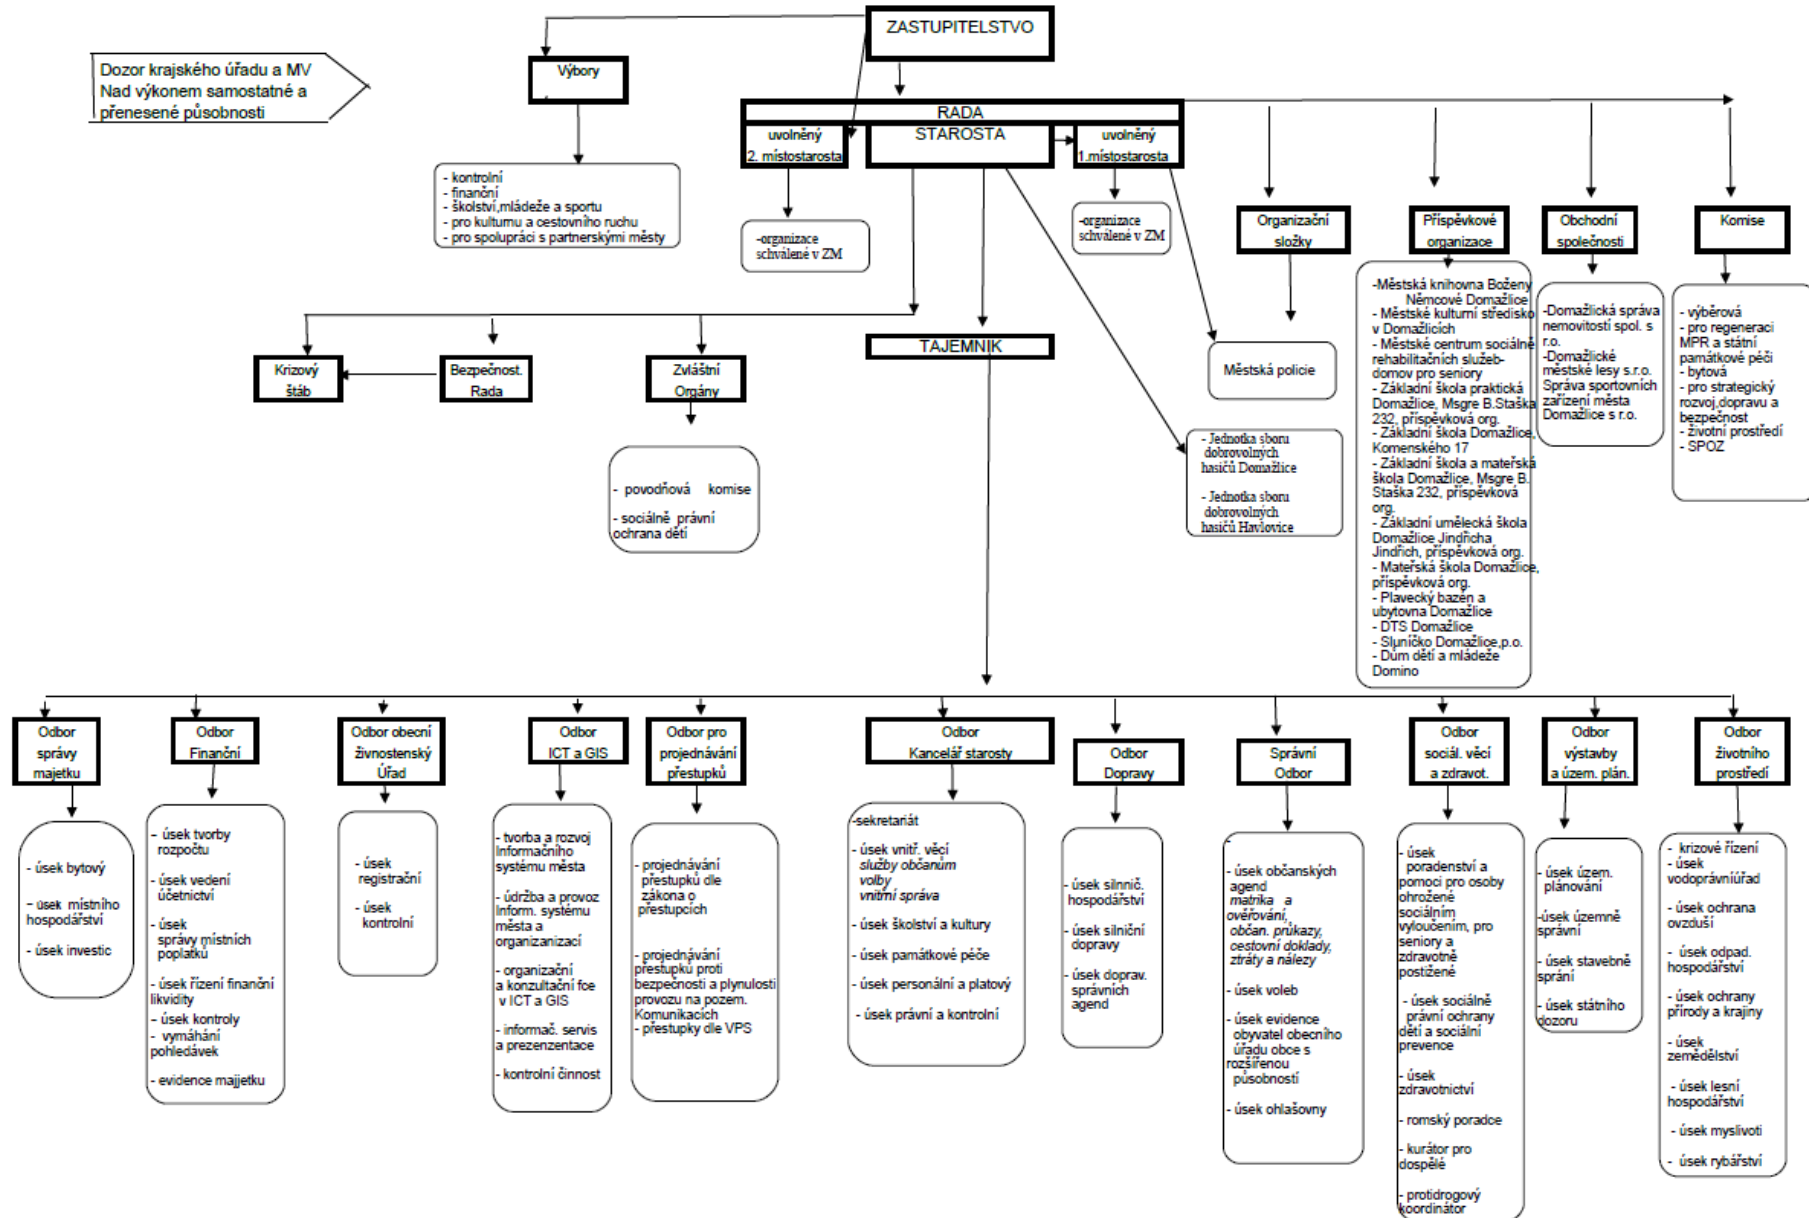 ZASTUPITELSTVO
Dozor krajského úřadu a MV
Nad výkonem samostatné a
přenesené působnosti
Výbory
RADA
uvolněný
2. místostarosta
STAROSTA
uvolněný
1.místostarosta
- kontrolní
- finanční
- školství,mládeže a sportu
- pro kulturnu a cestovního ruchu
- pro spolupráci s partnerskými městy
-organizace
schválené v ZM
-organizace
schválené v ZM
Organizační
složky
Příspěvkové
organizace
Obchodní
společnosti
Komise
-Městská knihovna Boženy
Němcové Domažlice
- Městské kulturní středisko
v Domažlicích
- Městské centrum sociálně
rehabilitačních služeb-
domov pro seniory
- Základní škola praktická
Domažlice, Msgre B.Staška
232, příspěvková org.
- Základní škola Domažlice,
Komenského 17
- Základní škola a mateřská
škola Domažlice, Msgre B.
Staška 232, příspěvková
org.
- Základní umělecká škola
Domažlice Jindřicha
Jindřich, příspěvková org.
- Mateřská škola Domažlice,
příspěvková org.
- Plavecký bazén a
ubytovna Domažlice
- DTS Domažlice
- Sluníčko Domažlice,p.o.
- Dům dětí a mládeže
Domino
-Domažlická správa
nemovitostí spol. s
r.o.
-Domažlické
městské lesy s.r.o.
Správa sportovních
zařízení města
Domažlice s r.o.
- výběrová
- pro regeneraci
MPR a státní
památkové péči
- bytová
- pro strategický
rozvoj,dopravu a
bezpečnost
- životní prostředí
- SPOZ
TAJEMNIK
Krizový
štáb
Bezpečnost.
Rada
Zvláštní
Orgány
Městská policie
- povodňová komise
- sociálně právní
ochrana dětí
- Jednotka sboru
dobrovolných
hasičů Domažlice
- Jednotka sboru
dobrovolných
hasičů Havlovice
Odbor
správy
majetku
Odbor
Finanční
Odbor obecní
živnostenský
Úřad
Odbor
ICT a GIS
Odbor pro
projednávání
přestupků
Odbor
Kancelář starosty
Odbor
Dopravy
Správní
Odbor
Odbor
sociál. věcí
a zdravot.
Odbor
výstavby
a územ. plán.
Odbor
životního
prostředí
- úsek bytový
- úsek místního
hospodářství
- úsek investic
- úsek tvorby
rozpočtu
- úsek vedení
účetnictví
- úsek
správy místních
poplatků
- úsek řízení finanční
likvidity
- úsek kontroly
- vymáhání
pohledávek
- evidence majjetku
- úsek
registrační
- úsek
kontrolní
- tvorba a rozvoj
Informačního
systému města
- údržba a provoz
Inform. systému
města a
organizanizací
- organizační
a konzultační fce
v ICT a GIS
- informač. servis
a prezenzentace
- kontrolní činnost
- projednávání
přestupků dle
zákona o
přestupcích
- projednávání
přestupků proti
bezpečnosti a plynulosti
provozu na pozem.
Komunikacích
- přestupky dle VPS
-sekretariát
- úsek vnitř. věcí
služby občanům
volby
vnitřní správa
- úsek školství a kultury
- úsek památkové péče
- úsek personální a platový
- úsek právní a kontrolní
- úsek silnič.
hospodářství
- úsek silniční
dopravy
- úsek doprav.
správních
agend
- úsek občanských
agend
matrika a
ověřování,
občan. průkazy,
cestovní doklady,
ztráty a nálezy
- úsek voleb
- úsek evidence
obyvatel obecního
úřadu obce s
rozšířenou
působností
- úsek ohlašovny
- úsek
poradenství a
pomoci pro osoby
ohrožené
sociálním
vyloučením, pro
seniory a
zdravotně
postižené
- úsek sociálně
právní ochrany
dětí a sociální
prevence
- úsek
zdravotnictví
- romský poradce
- kurátor pro
dospělé
- protidrogový
koordinátor
- úsek územ.
plánování
-úsek územně
správní
- úsek stavebně
sprání
- úsek státního
dozoru
- krizové řízení
- úsek
vodoprávníúřad
- úsek ochrana
ovzduší
- úsek odpad.
hospodářství
- úsek ochrany
přírody a krajiny
- úsek
zemědělství
- úsek lesní
hospodářství
- úsek myslivoti
- úsek rybářství